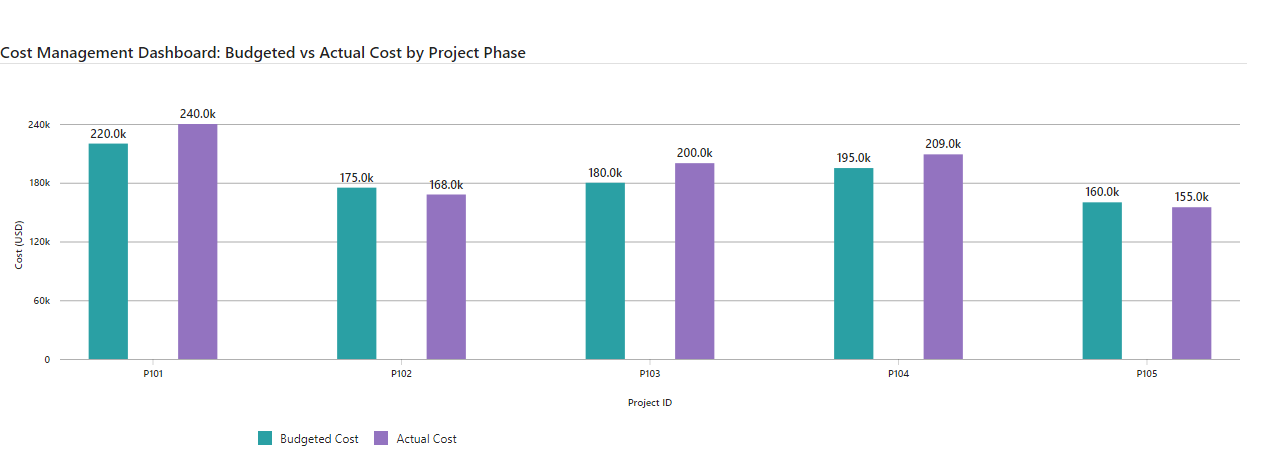 Cost Management Dashboard: Budgeted vs Actual Cost by Project Phase
240.0k
240k
220.0k
209.0k
200.0k
195.0k
180.0k
175.0k
168.0k
180k
160.0k
155.0k
120k
Cost (USD)
60k
0
P101 P102 P103 P104 P105
Project ID
Budgeted Cost Actual Cost